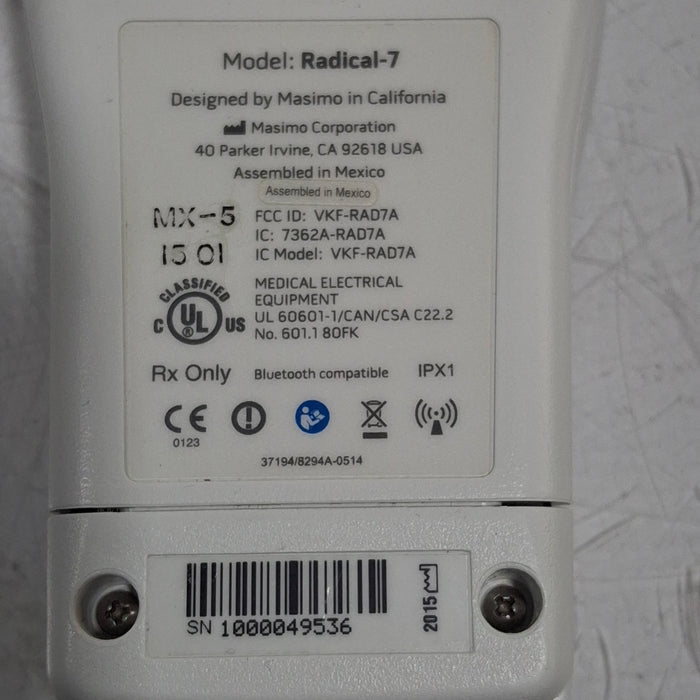 Model: Radical-7
Designed by Masimo in California
Masimo Corporation
40 Parker Irvine, CA 92618 USA
Assembled in Mexico
Assembled in Mexico
MX-5
1501
FCC ID: VKF-RAD7A
IC: 7362A-RAD7A
IC Model: VKF-RAD7A
CLASSIFIED
C UL US
®
MEDICAL ELECTRICAL
EQUIPMENT
UL 60601-1/CAN/CSA C22.2
No. 601.1 80FK
Rx Only Bluetooth compatible IPX1
CE
0123
37194/8294A-0514
SN 1000049536
2015